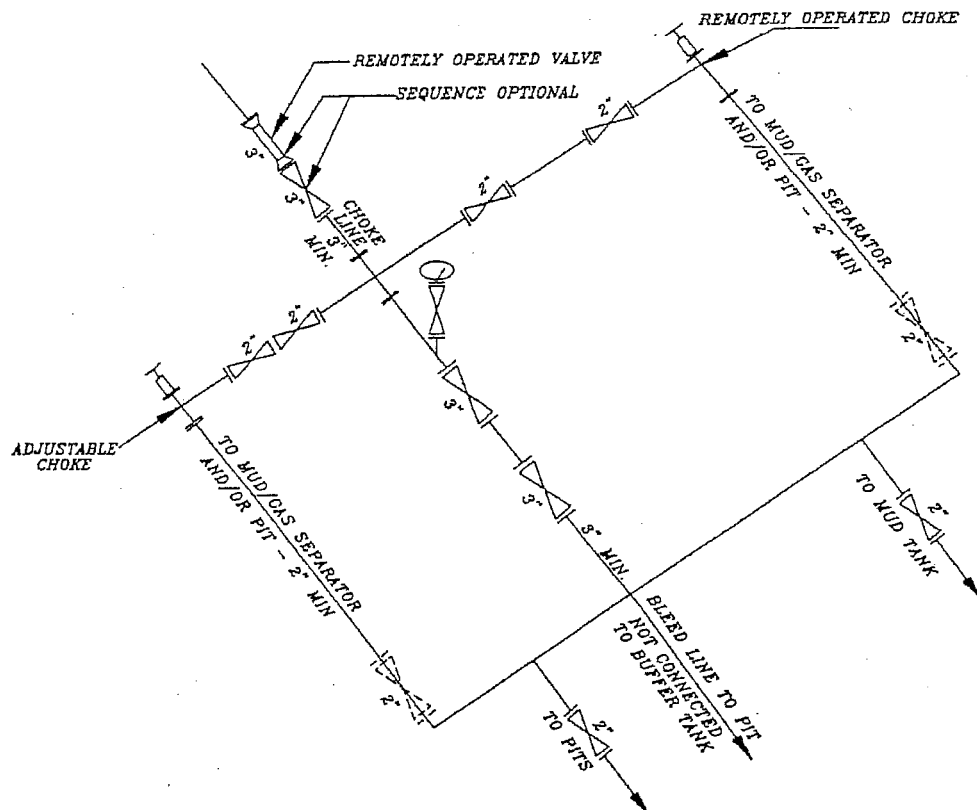 REMOTELY OPERATED CHOKE
REMOTELY OPERATED VALVE
SEQUENCE OPTIONAL
3"
3"
CHOKE
LINE
3"
MIN.
2"
2"
TO MUD/GAS SEPARATOR
AND/OR PIT - 2" MIN
2"
2"
2"
3"
ADJUSTABLE
CHOKE
TO MUD/GAS SEPARATOR
AND/OR PIT - 2" MIN
2"
3"
3" MIN.
2"
TO MUD TANK
BLEED LINE TO PIT
NOT CONNECTED
TO BUFFER TANK
2"
TO PITS